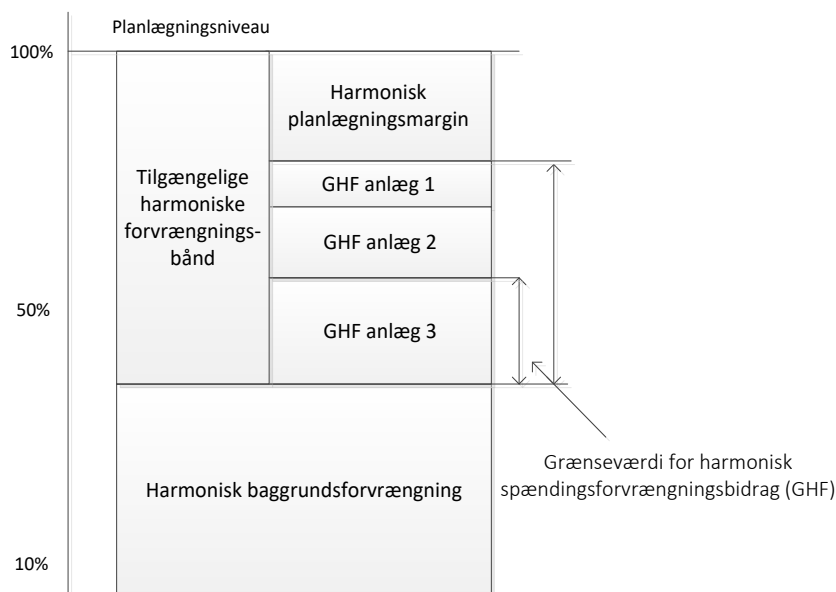 Planlægningsniveau
100%
Harmonisk
planlægningsmargin
GHF anlæg 1
Tilgængelige
harmoniske
forvrængnings-
bånd
GHF anlæg 2
50%
GHF anlæg 3
Grænseværdi for harmonisk
spændingsforvrængningsbidrag (GHF)
Harmonisk baggrundsforvrængning
10%